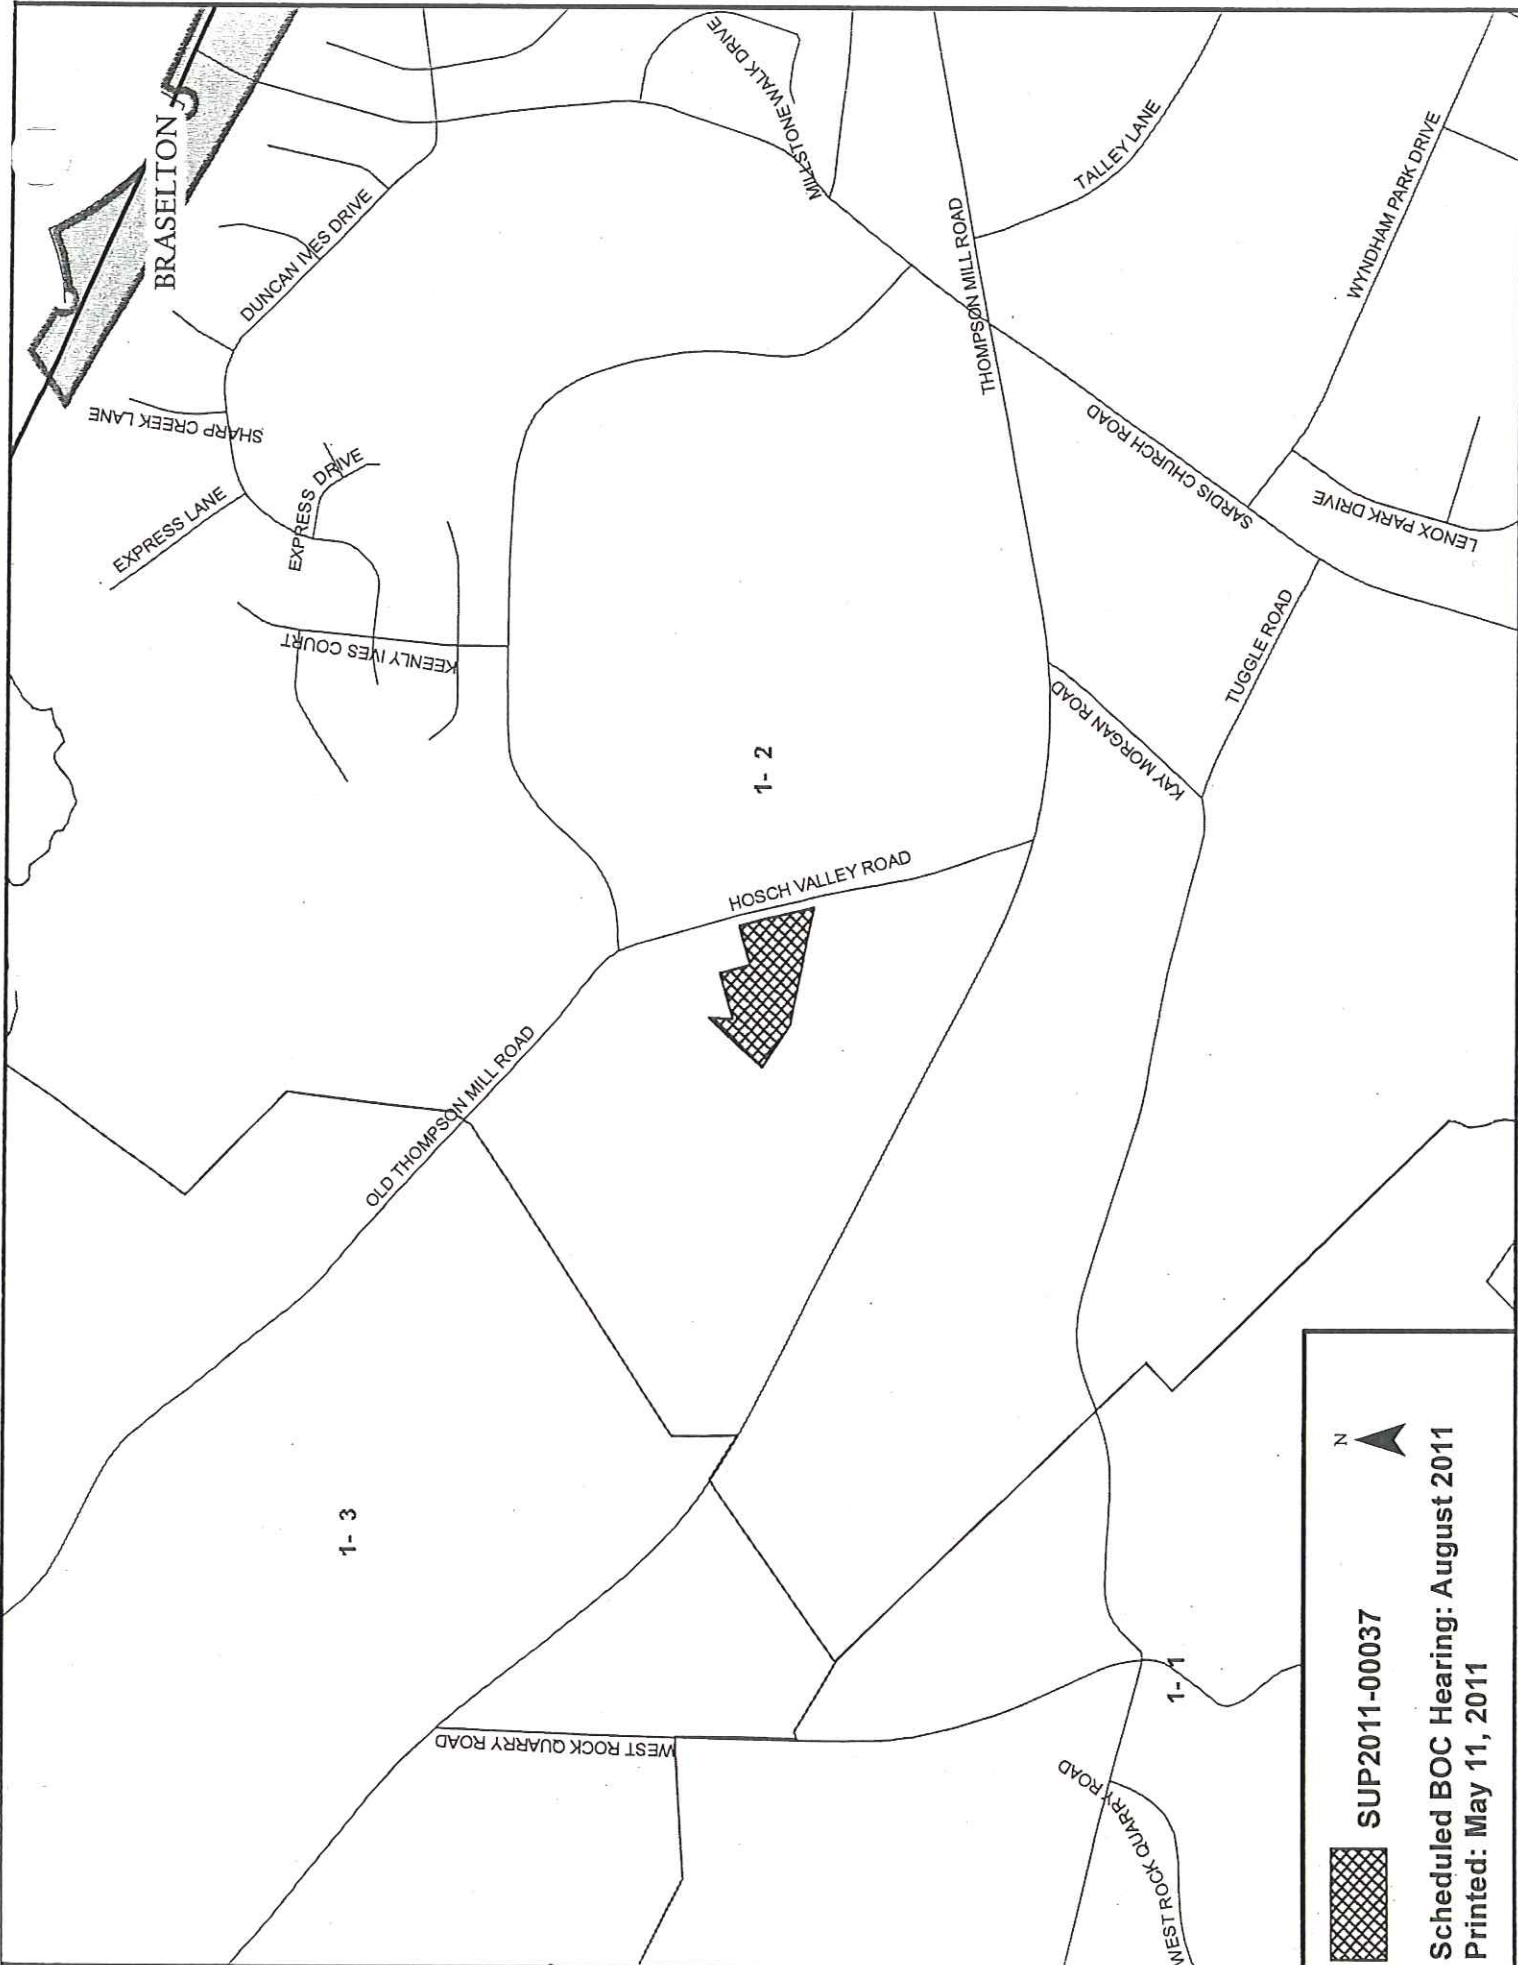 BRASELTON
MILLSTONE WALK DRIVE
DUNCAN IVES DRIVE
SHARP CREEK LANE
EXPRESS LANE
EXPRESS DRIVE
KEENLY IVES COURT
THOMPSON MILL ROAD
TALLEY LANE
WYNDHAM PARK DRIVE
SARDIS CHURCH ROAD
LENOX PARK DRIVE
TUGGLE ROAD
KAY MORGAN ROAD
1- 2
HOSCH VALLEY ROAD
OLD THOMPSON MILL ROAD
1- 3
WEST ROCK QUARRY ROAD
1- 1
WEST ROCK QUARRY ROAD
N
SUP2011-00037
Scheduled BOC Hearing: August 2011
Printed: May 11, 2011